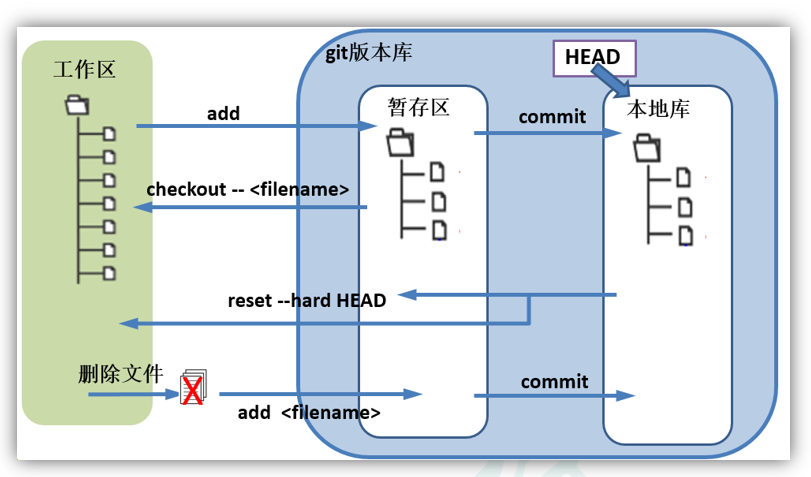 git版本库
HEAD
工作区
暂存区
本地库
add
commit
checkout -- <filename>
reset --hard HEAD
删除文件
commit
add <filename>